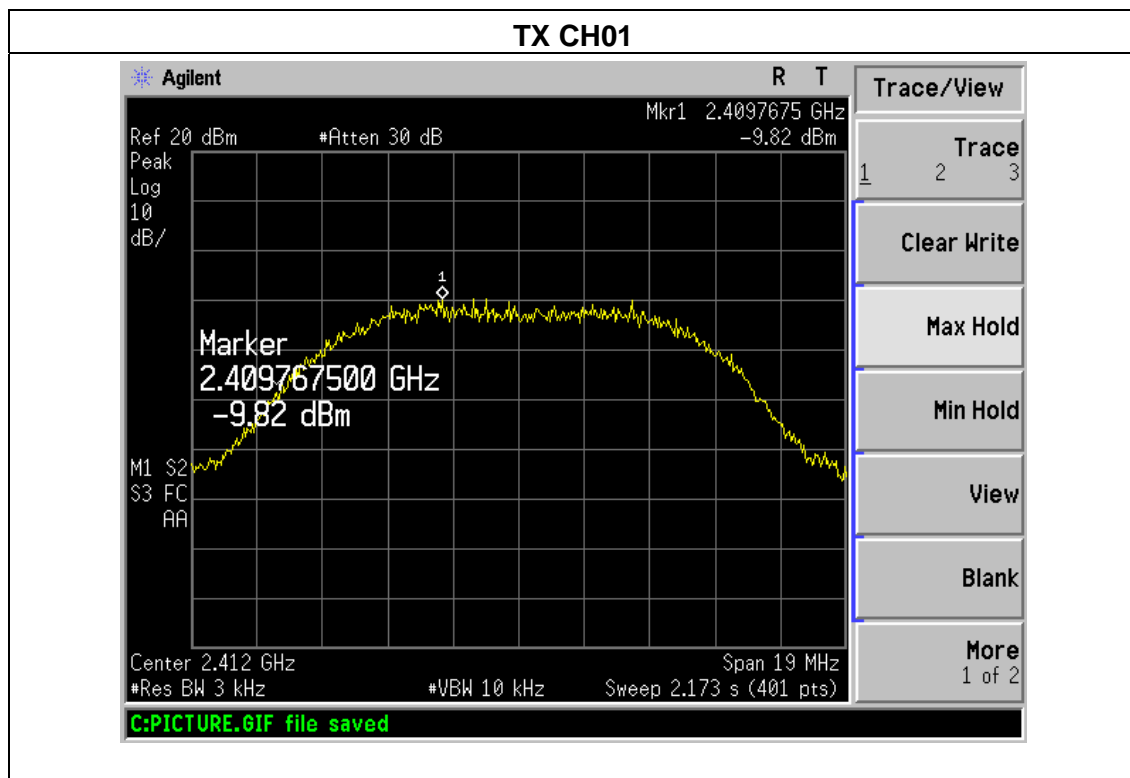 TX CH01
Agilent R T
Trace/View
Mkr1 2.4097675 GHz
Ref 20 dBm #Atten 30 dB -9.82 dBm
Peak
Log
10
dB/
1
Marker
2.409767500 GHz
-9.82 dBm
M1 S2
S3 FC
AA
Center 2.412 GHz Span 19 MHz
#Res BW 3 kHz #VBW 10 kHz Sweep 2.173 s (401 pts)
C:PICTURE.GIF file saved
Trace
1 2 3
Clear Write
Max Hold
Min Hold
View
Blank
More
1 of 2